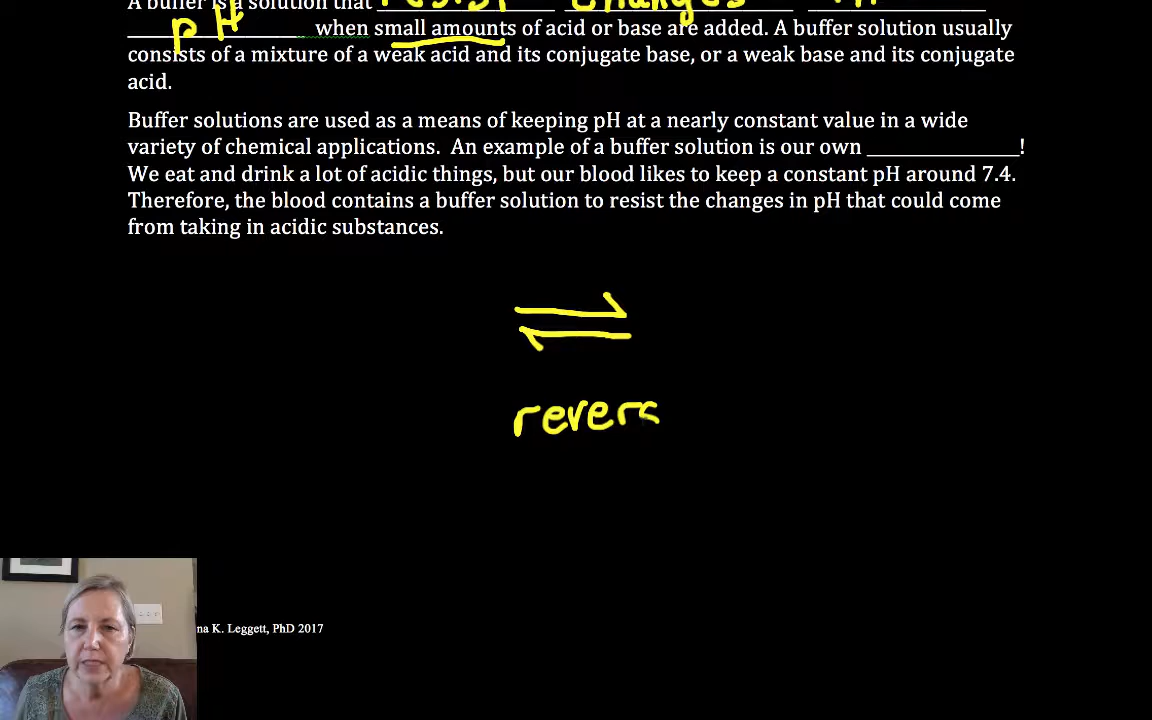 A buffer is a solution that resist changes in
pH when small amounts of acid or base are added. A buffer solution usually
consists of a mixture of a weak acid and its conjugate base, or a weak base and its conjugate
acid.
Buffer solutions are used as a means of keeping pH at a nearly constant value in a wide
variety of chemical applications. An example of a buffer solution is our own ______________!
We eat and drink a lot of acidic things, but our blood likes to keep a constant pH around 7.4.
Therefore, the blood contains a buffer solution to resist the changes in pH that could come
from taking in acidic substances.
revers
na K. Leggett, PhD 2017